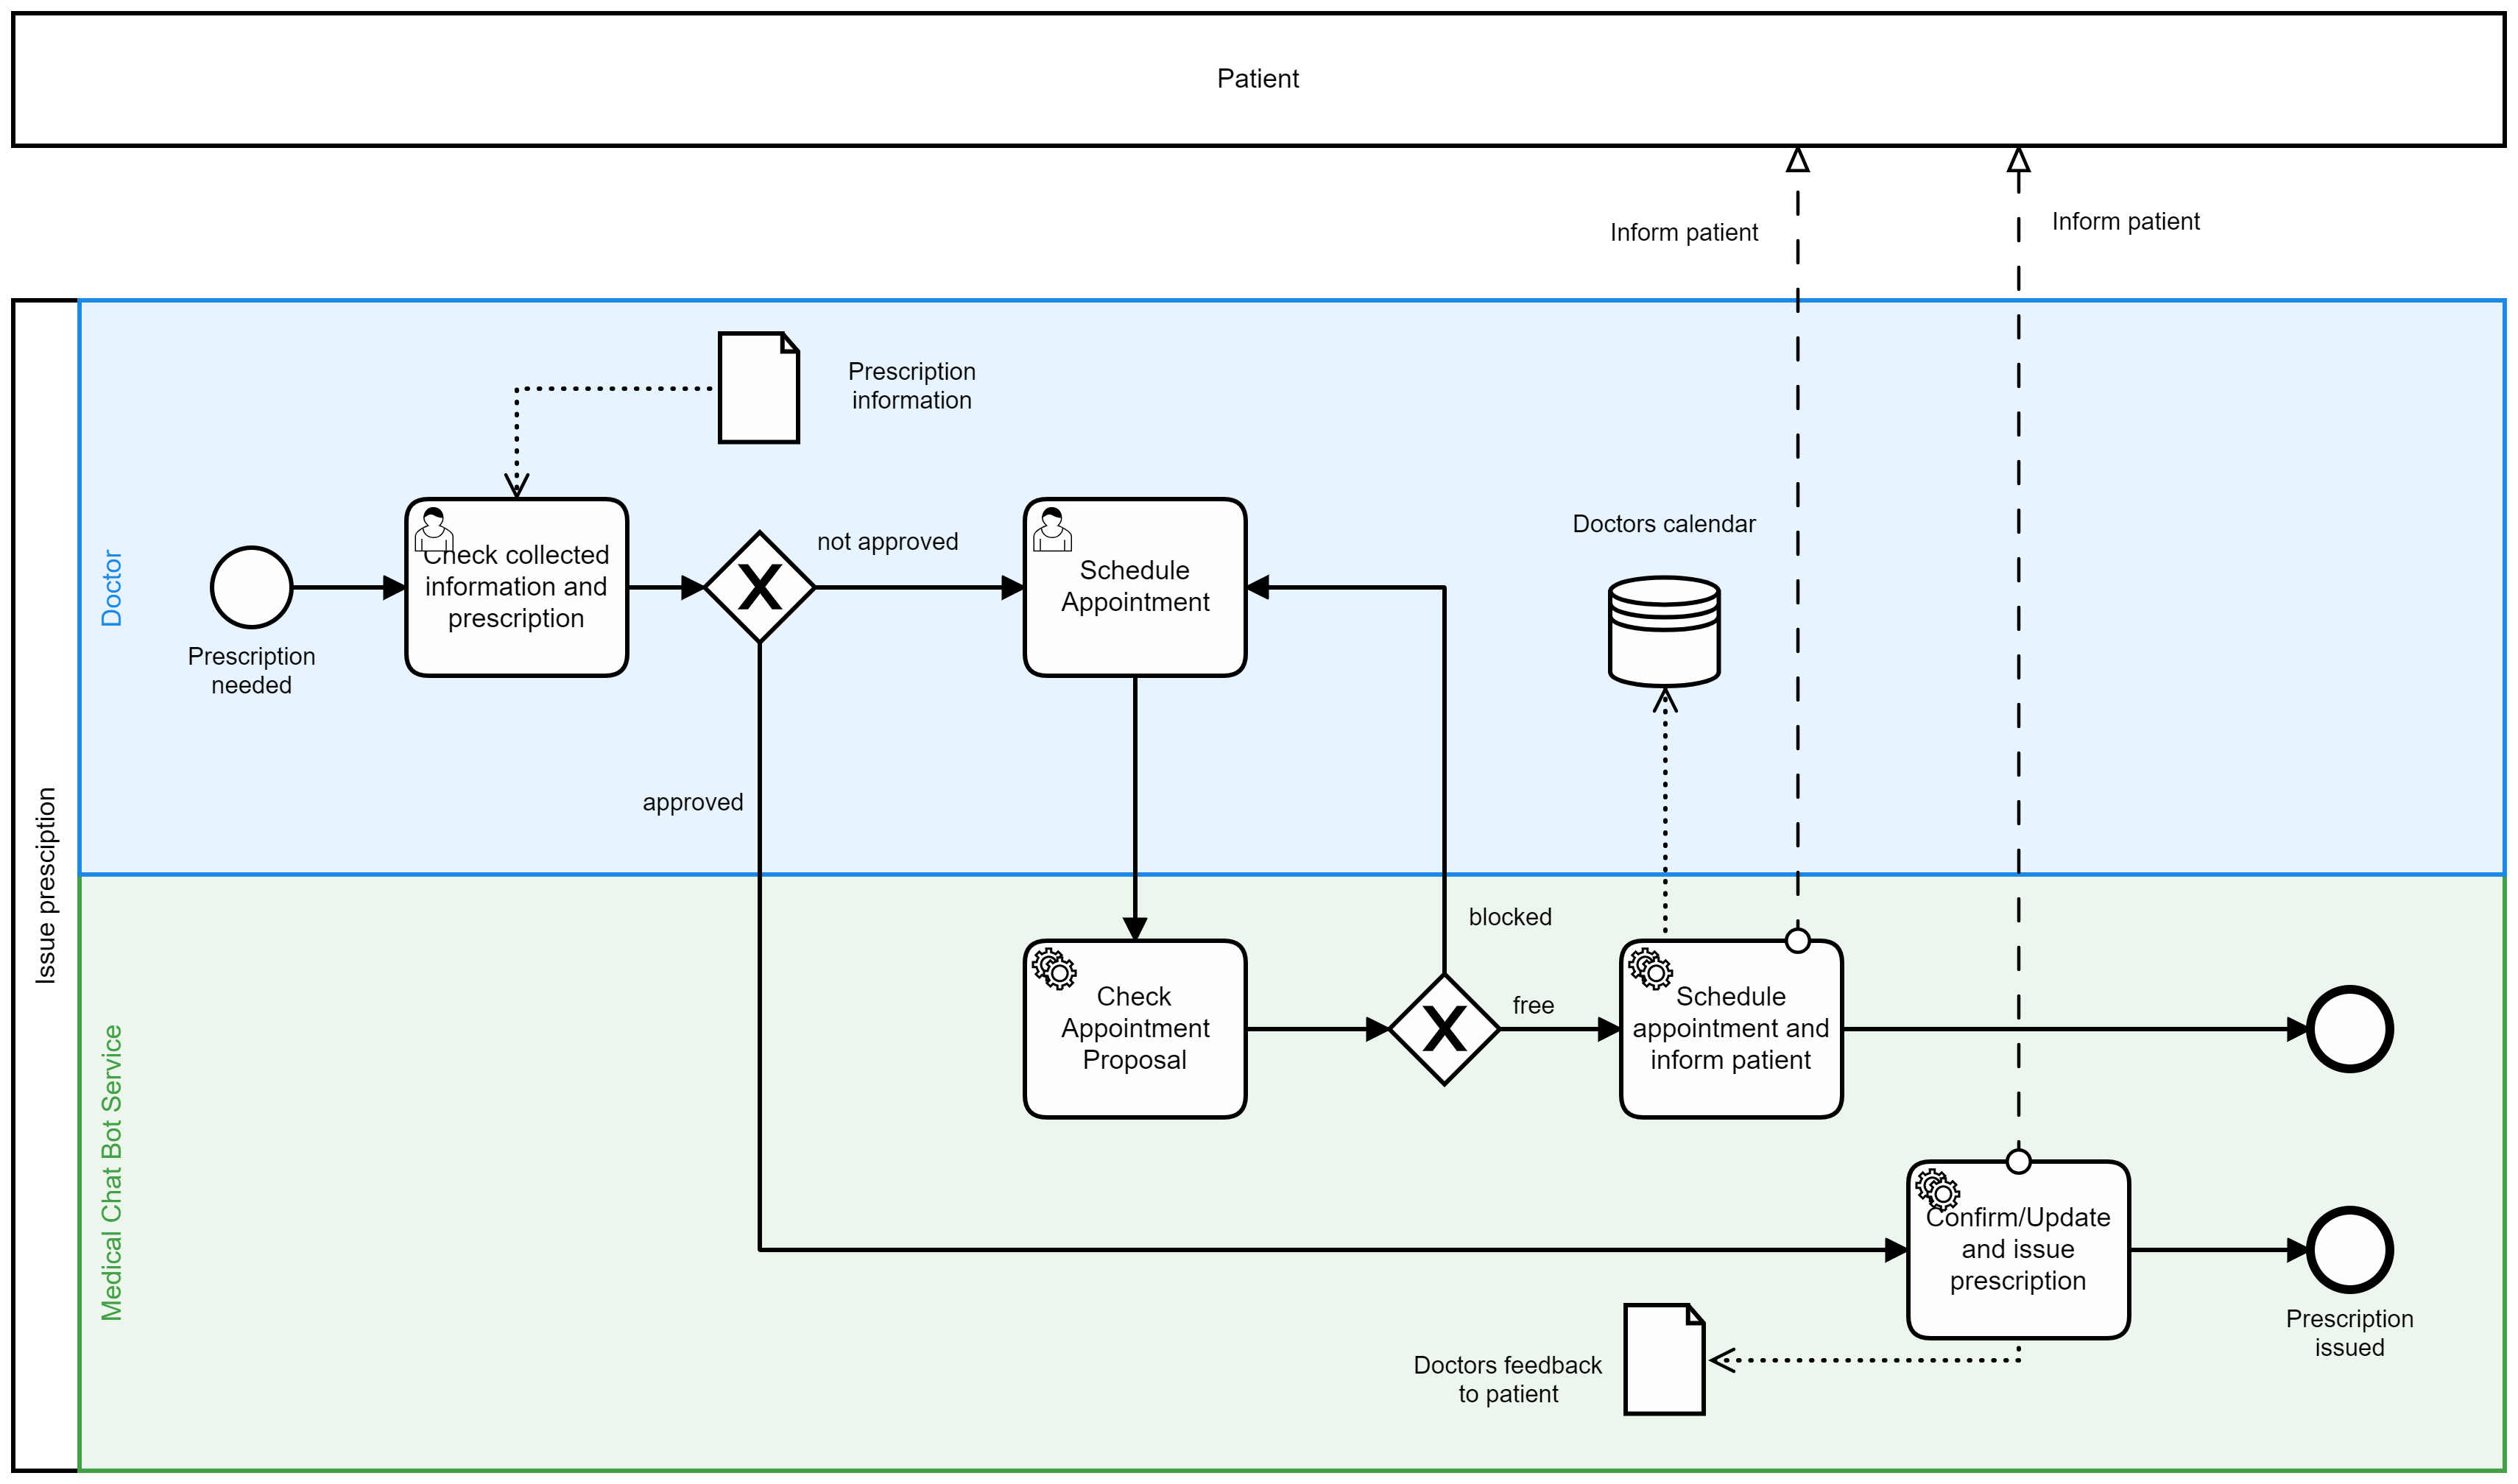 Patient
Inform patient
Inform patient
Prescription
information
Doctors calendar
not approved
Check collected
information and
prescription
Schedule
Appointment
Doctor
Prescription
needed
approved
Issue presciption
blocked
free
Check
Appointment
Proposal
Schedule
appointment and
inform patient
Medical Chat Bot Service
Confirm/Update
and issue
prescription
Prescription
issued
Doctors feedback
to patient